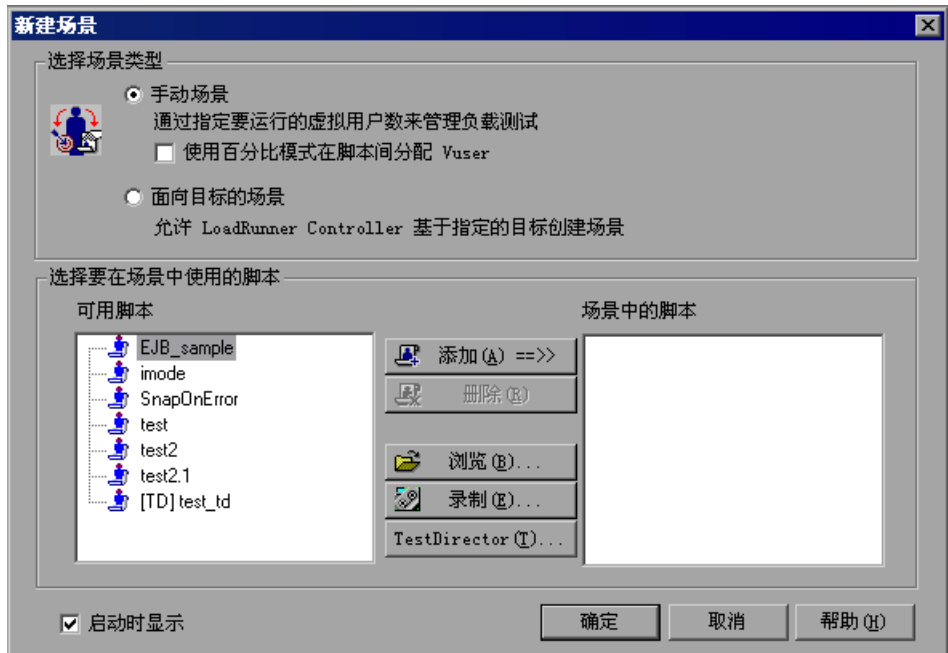 新建场景
选择场景类型
手动场景
通过指定要运行的虚拟用户数来管理负载测试
使用百分比模式在脚本间分配 Vuser
面向目标的场景
允许 LoadRunner Controller 基于指定的目标创建场景
选择要在场景中使用的脚本
可用脚本
场景中的脚本
EJB_sample
imode
SnapOnError
test
test2
test2.1
[TD] test_td
添加(A) ==>>
删除(R)
浏览(B)...
录制(E)...
TestDirector(T)...
启动时显示
确定
取消
帮助(H)